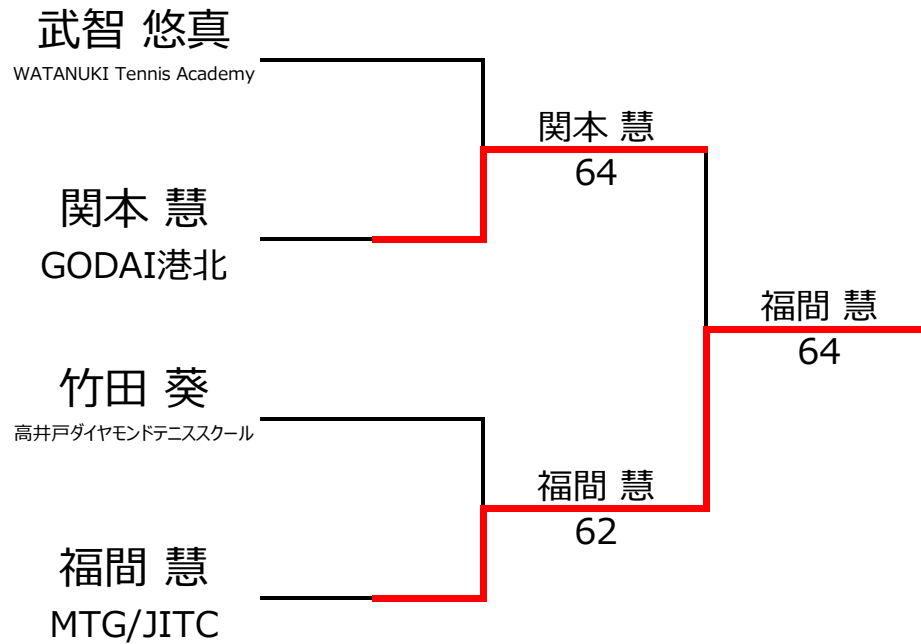 武智 悠真
WATANUKI Tennis Academy
関本 慧
64
関本 慧
GODAI港北
福間 慧
64
竹田 葵
高井戸ダイヤモンドテニススクール
福間 慧
62
福間 慧
MTG/JITC